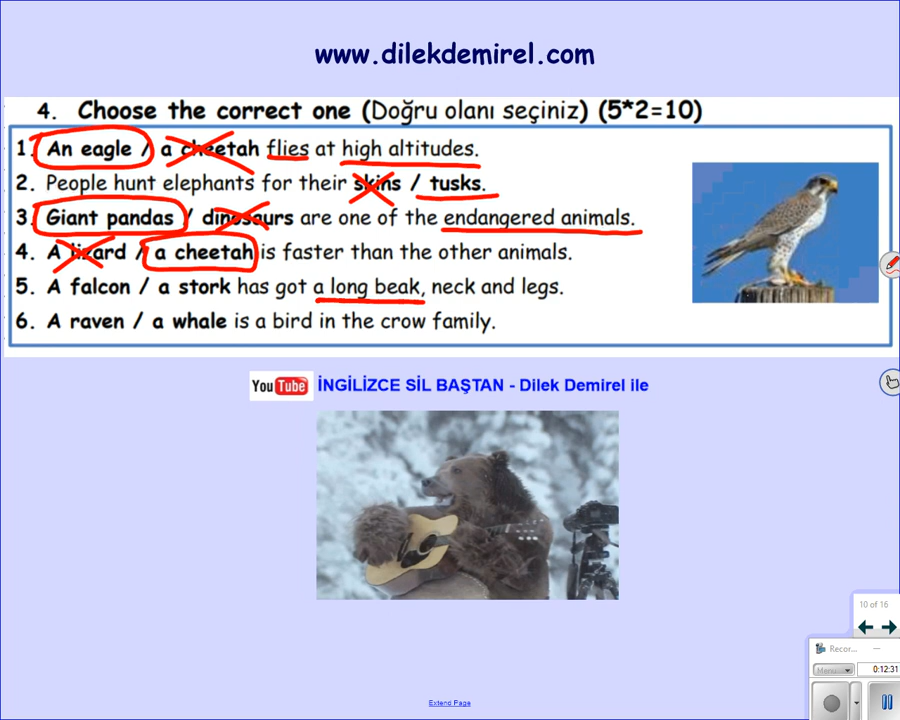 www.dilekdemirel.com
4. Choose the correct one (Doğru olanı seçiniz) (5*2=10)
1. An eagle / a cheetah flies at high altitudes.
2. People hunt elephants for their skins / tusks.
3. Giant pandas / dinosaurs are one of the endangered animals.
4. A lizard / a cheetah is faster than the other animals.
5. A falcon / a stork has got a long beak, neck and legs.
6. A raven / a whale is a bird in the crow family.
YouTube İNGİLİZCE SİL BAŞTAN - Dilek Demirel ile
10 of 16
Recor...
Menu
0:12:31
Extend Page